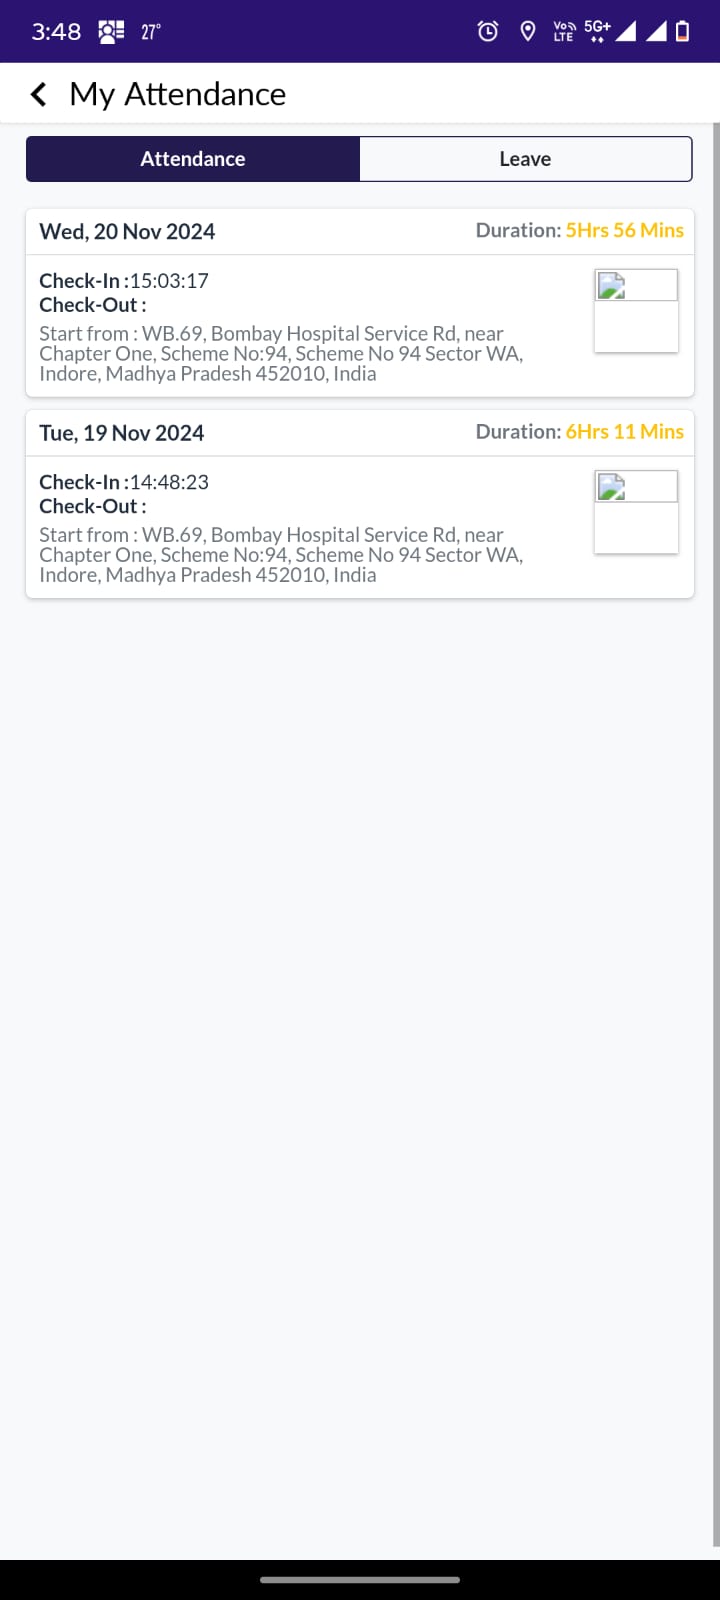 3:48 27° Vo LTE 5G+
My Attendance
Attendance Leave
Wed, 20 Nov 2024 Duration: 5Hrs 56 Mins
Check-In :15:03:17
Check-Out :
Start from : WB.69, Bombay Hospital Service Rd, near
Chapter One, Scheme No:94, Scheme No 94 Sector WA,
Indore, Madhya Pradesh 452010, India
Tue, 19 Nov 2024 Duration: 6Hrs 11 Mins
Check-In :14:48:23
Check-Out :
Start from : WB.69, Bombay Hospital Service Rd, near
Chapter One, Scheme No:94, Scheme No 94 Sector WA,
Indore, Madhya Pradesh 452010, India